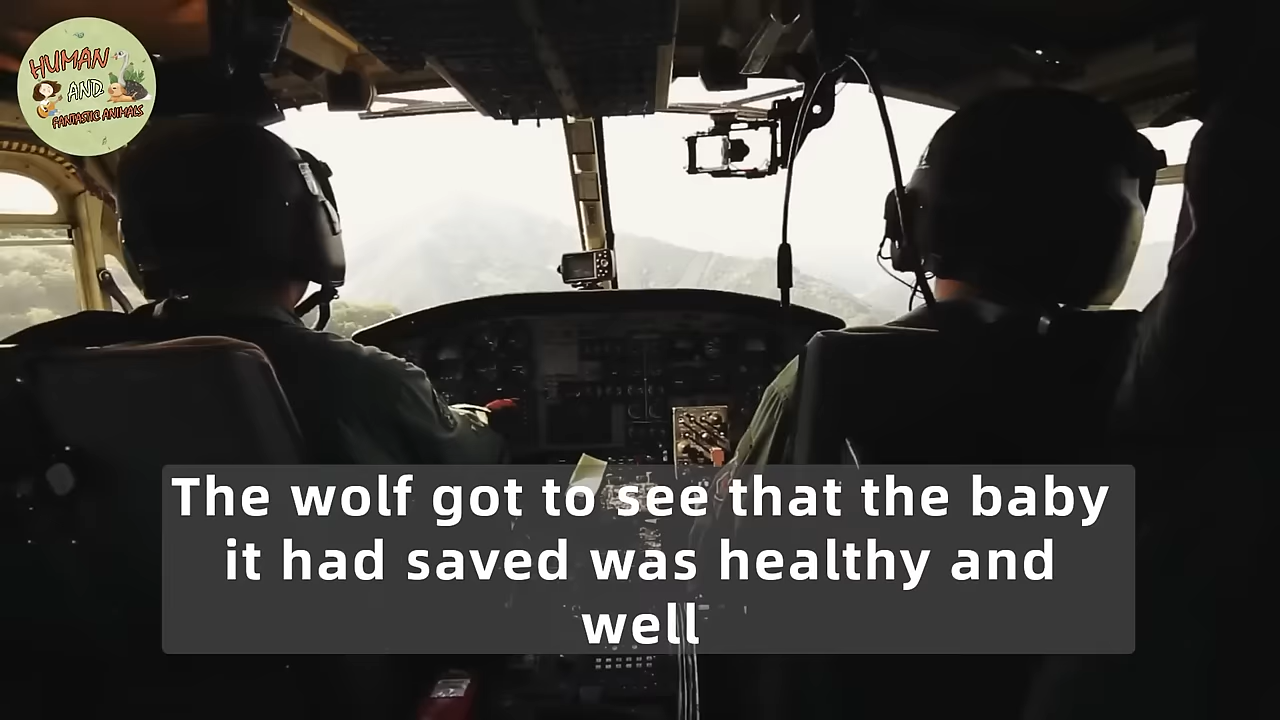 HUMAN
AND
FANTASTIC ANIMALS
The wolf got to see that the baby
it had saved was healthy and
well